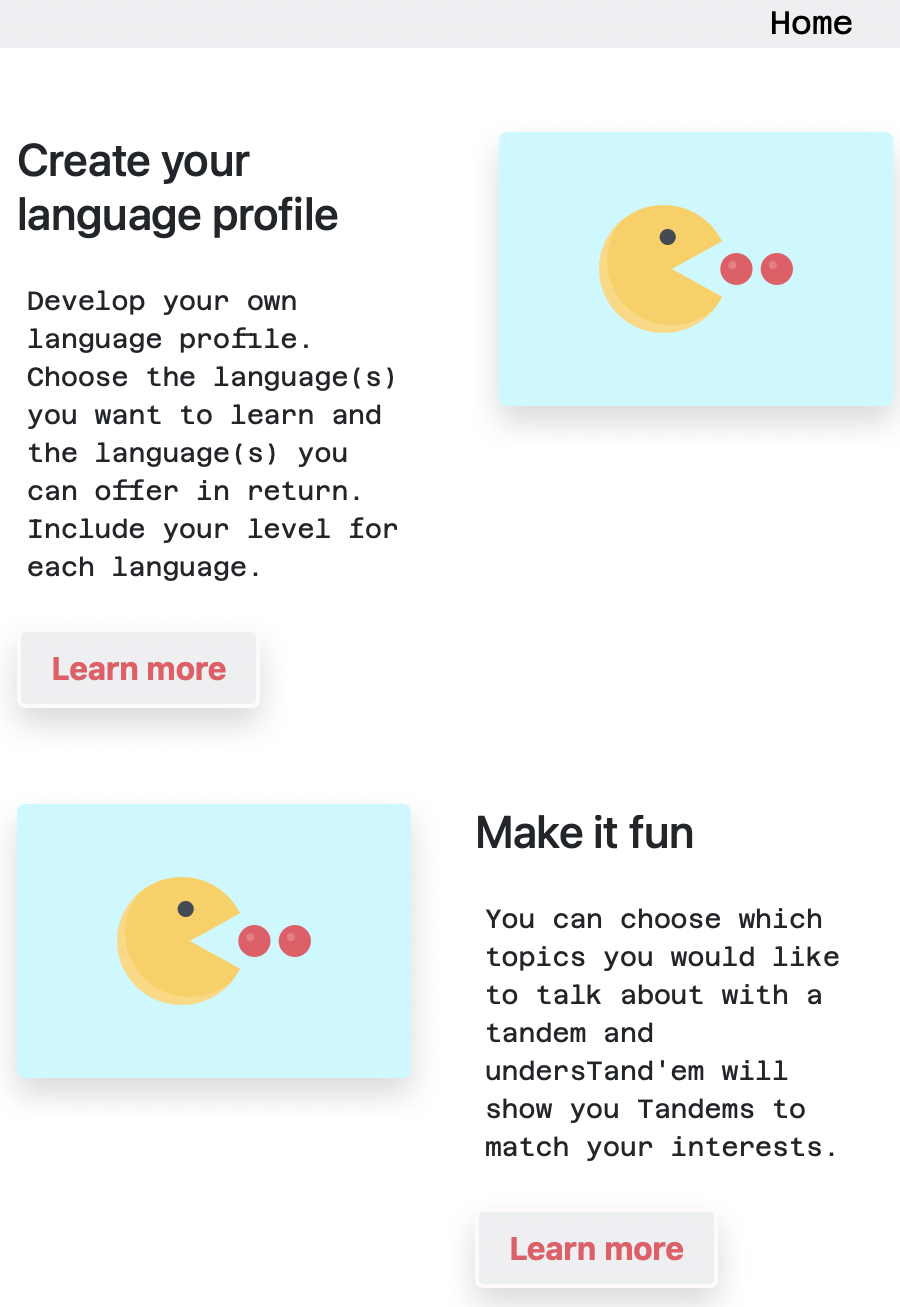 Home
Create your
language profile
Develop your own
language profile.
Choose the language(s)
you want to learn and
the language(s) you
can offer in return.
Include your level for
each language.
Learn more
Make it fun
You can choose which
topics you would like
to talk about with a
tandem and
undersTand'em will
show you Tandems to
match your interests.
Learn more